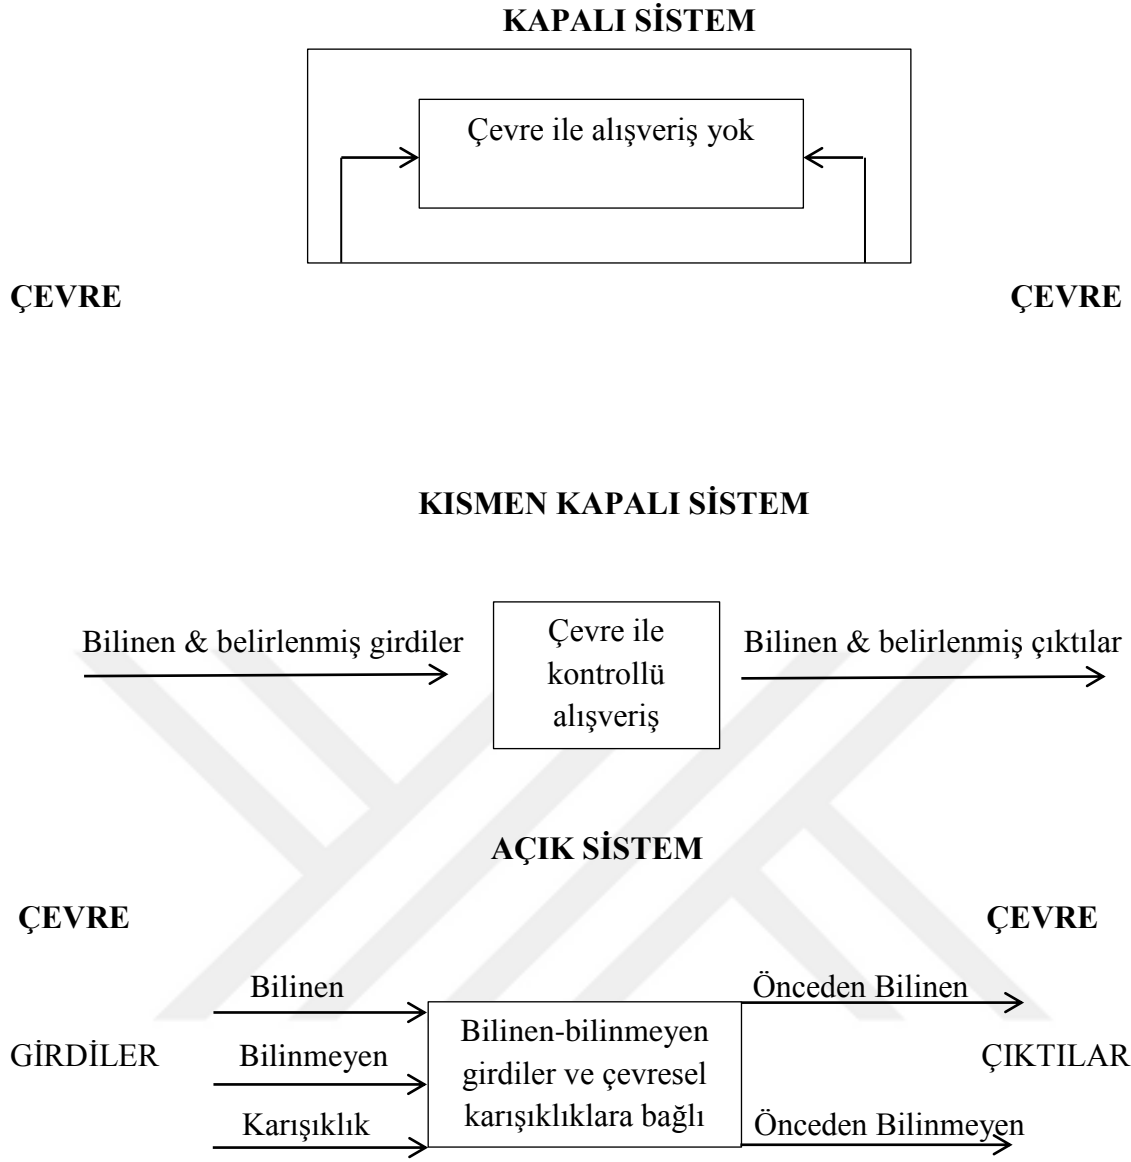 KAPALI SİSTEM
Çevre ile alışveriş yok
ÇEVRE
ÇEVRE
KISMEN KAPALI SİSTEM
Bilinen & belirlenmiş girdiler
Çevre ile
kontrollü
alışveriş
Bilinen & belirlenmiş çıktılar
AÇIK SİSTEM
ÇEVRE
ÇEVRE
GİRDİLER
Bilinen
Bilinmeyen
Karışıklık
Bilinen-bilinmeyen
girdiler ve çevresel
karışıklıklara bağlı
Önceden Bilinen
Önceden Bilinmeyen
ÇIKTILAR